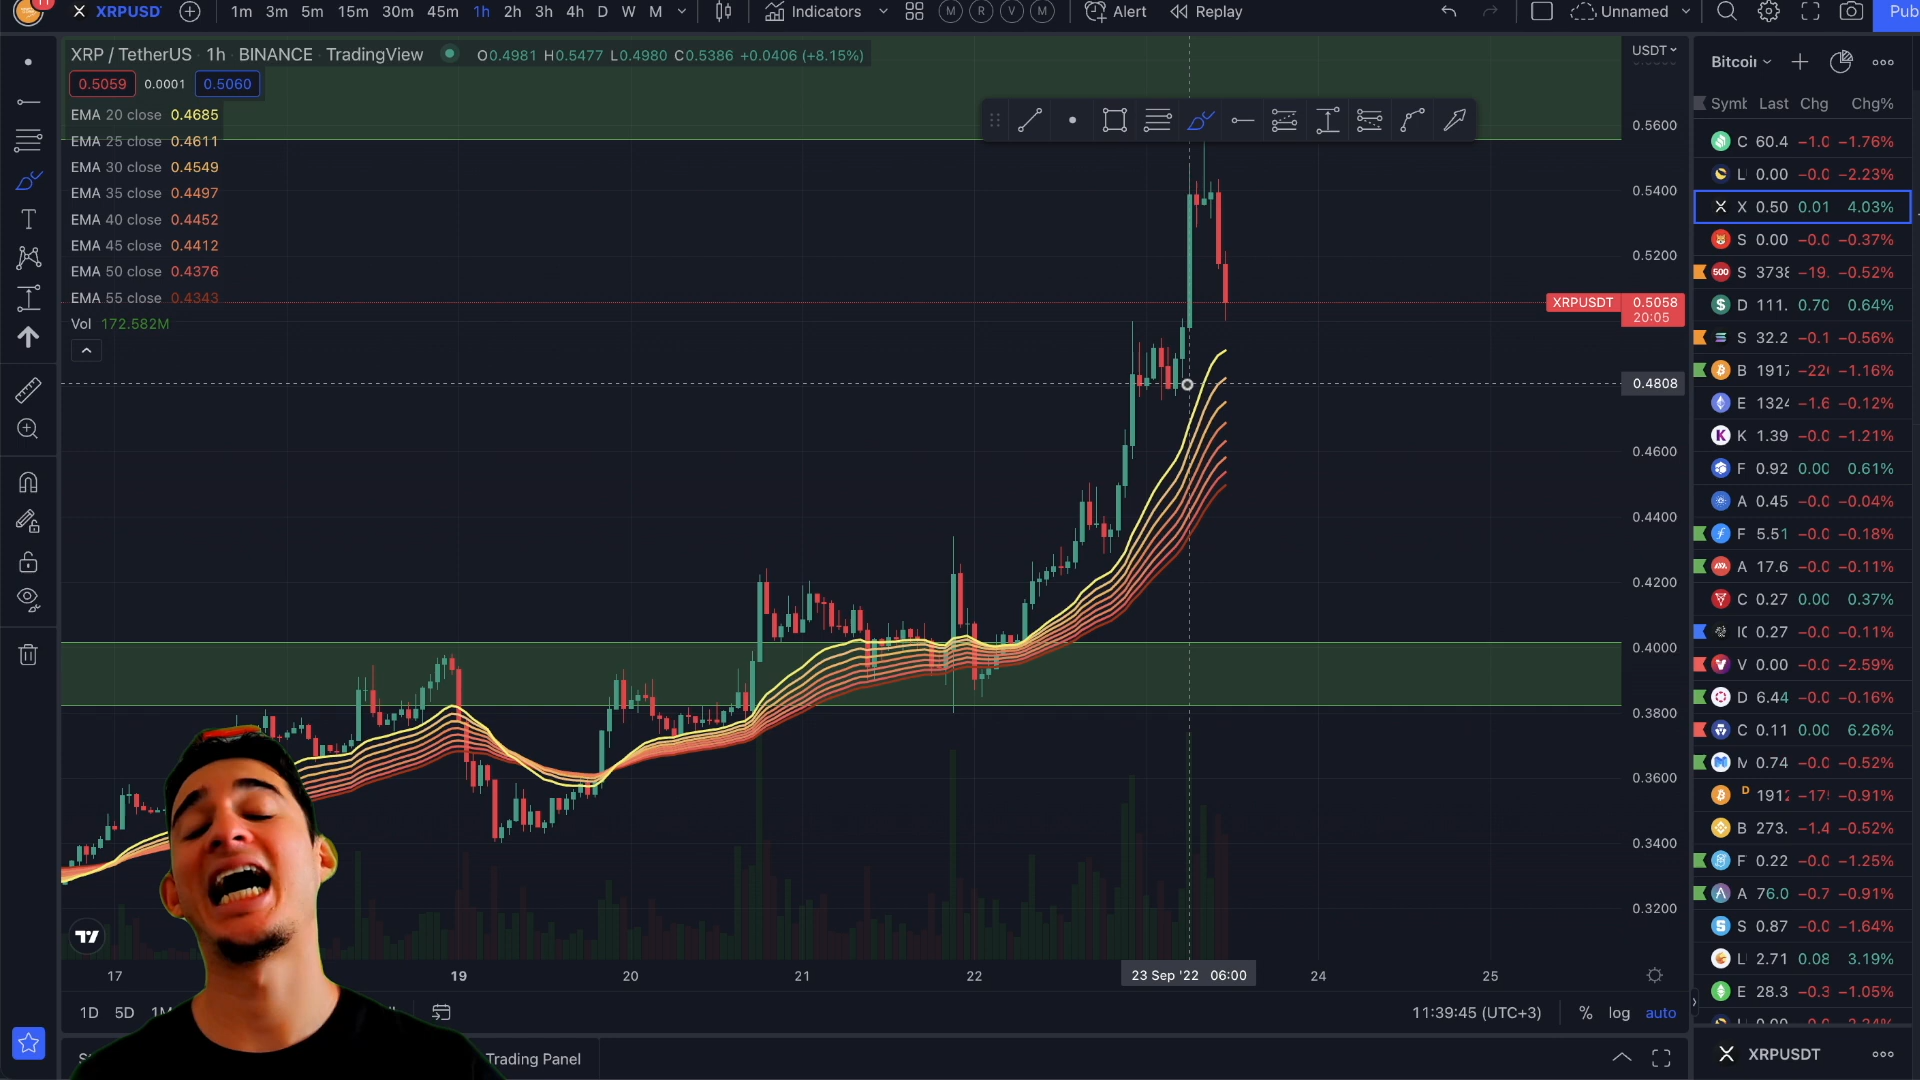 11
XRPUSD
1m 3m 5m 15m 30m 45m 1h 2h 3h 4h D W M
Indicators
M R V M
Alert
Replay
Unnamed
Pub
XRP / TetherUS 1h BINANCE TradingView
O0.4981 H0.5477 L0.4980 C0.5386 +0.0406 (+8.15%)
0.5059 0.0001 0.5060
EMA 20 close 0.4685
EMA 25 close 0.4611
EMA 30 close 0.4549
EMA 35 close 0.4497
EMA 40 close 0.4452
EMA 45 close 0.4412
EMA 50 close 0.4376
EMA 55 close 0.4343
Vol 172.582M
USDT
0.5600
0.5400
0.5200
XRPUSDT 0.5058
20:05
0.4808
0.4600
0.4400
0.4200
0.4000
0.3800
0.3600
0.3400
0.3200
17 19 20 21 22 23 Sep '22 06:00 24 25
1D 5D
11:39:45 (UTC+3) % log auto
Trading Panel
Bitcoi
Symb Last Chg Chg%
C 60.4 −1.0 −1.76%
L 0.00 −0.0 −2.23%
X 0.50 0.01 4.03%
S 0.00 −0.0 −0.37%
500 S 3738 −19. −0.52%
D 111. 0.70 0.64%
S 32.2 −0.1 −0.56%
B 1917 −220 −1.16%
E 1324 −1.6 −0.12%
K 1.39 −0.0 −1.21%
F 0.92 0.00 0.61%
A 0.45 −0.0 −0.04%
F 5.51 −0.0 −0.18%
A 17.6 −0.0 −0.11%
C 0.27 0.00 0.37%
IC 0.27 −0.0 −0.11%
V 0.00 −0.0 −2.59%
D 6.44 −0.0 −0.16%
C 0.11 0.00 6.26%
M 0.74 −0.0 −0.52%
D 1912 −175 −0.91%
B 273. −1.4 −0.52%
F 0.22 −0.0 −1.25%
A 76.0 −0.7 −0.91%
S 0.87 −0.0 −1.64%
L 2.71 0.08 3.19%
E 28.3 −0.3 −1.05%
XRPUSDT